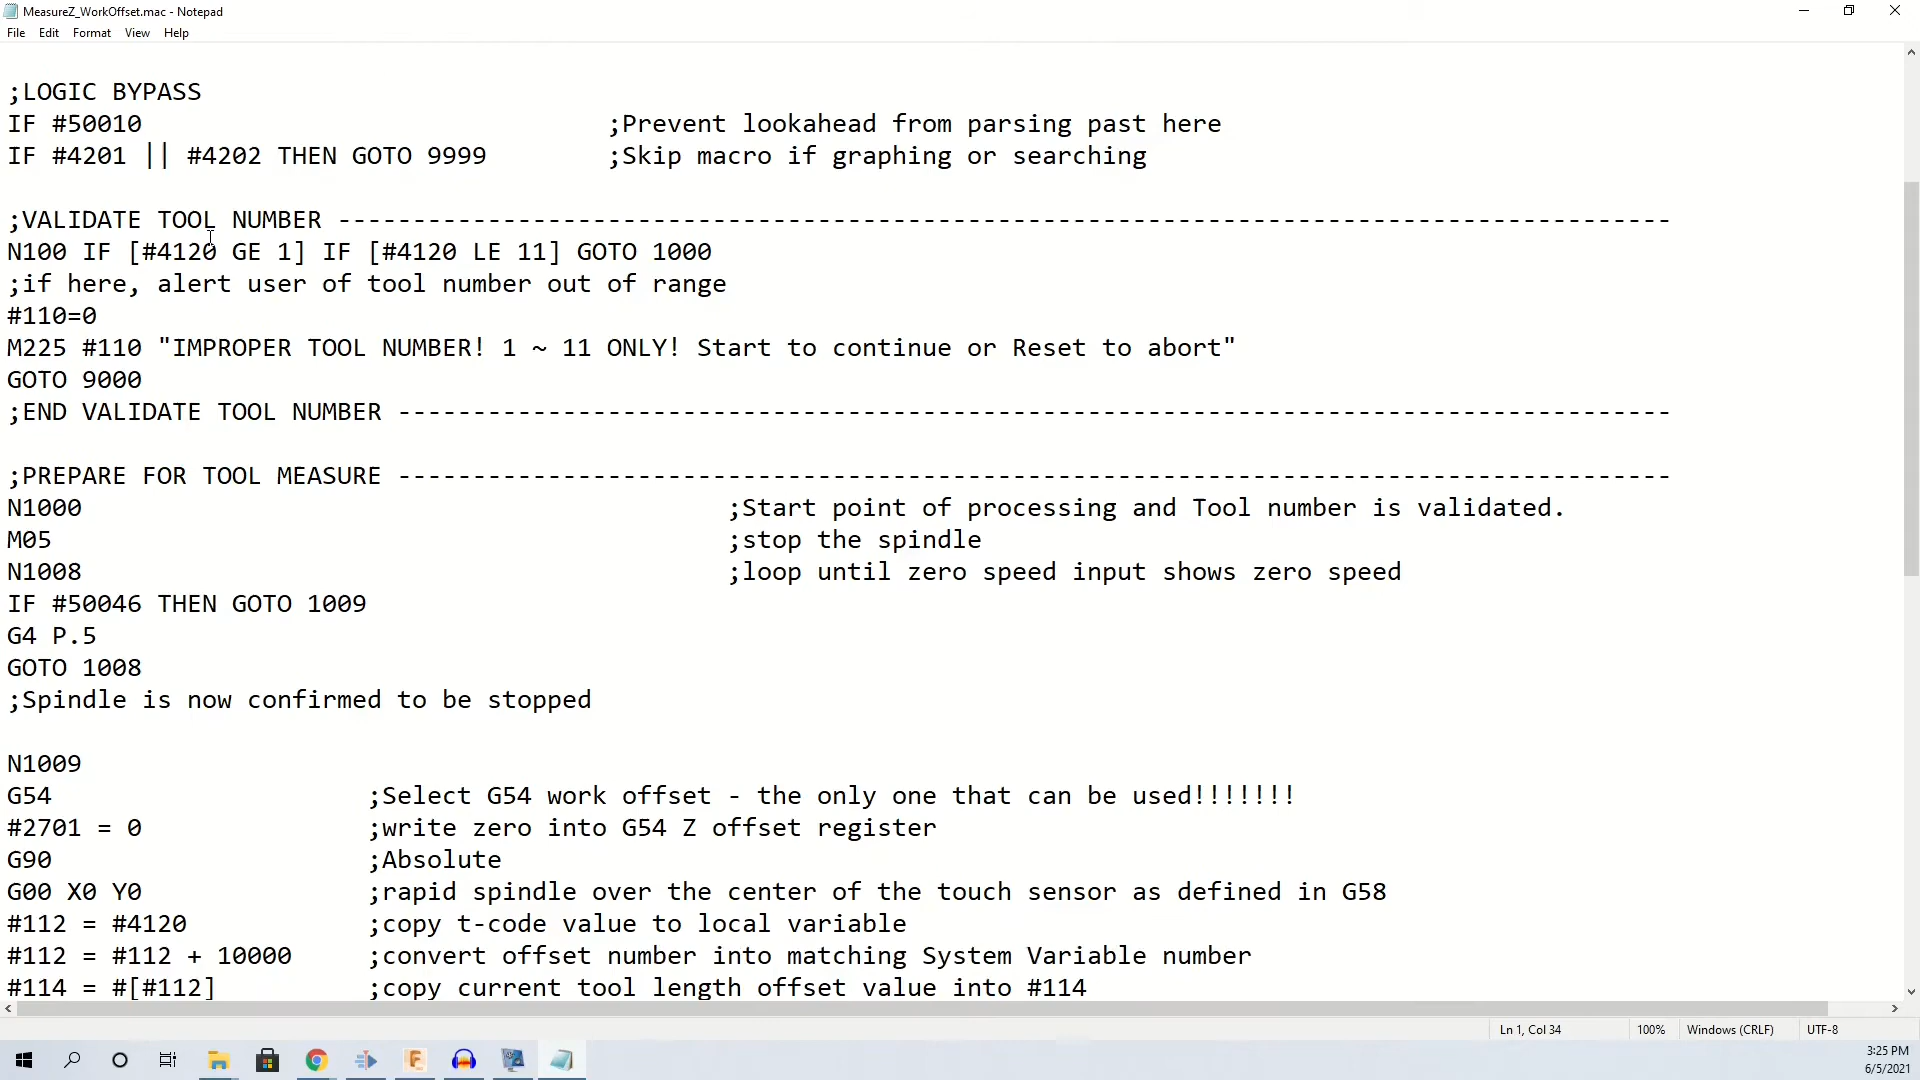 MeasureZ_WorkOffset.mac - Notepad
File Edit Format View Help
;LOGIC BYPASS
IF #50010 ;Prevent lookahead from parsing past here
IF #4201 || #4202 THEN GOTO 9999 ;Skip macro if graphing or searching
;VALIDATE TOOL NUMBER -----------------------------------------------------------------------------------------
N100 IF [#4120 GE 1] IF [#4120 LE 11] GOTO 1000
;if here, alert user of tool number out of range
#110=0
M225 #110 "IMPROPER TOOL NUMBER! 1 ~ 11 ONLY! Start to continue or Reset to abort"
GOTO 9000
;END VALIDATE TOOL NUMBER -------------------------------------------------------------------------------------
;PREPARE FOR TOOL MEASURE -------------------------------------------------------------------------------------
N1000 ;Start point of processing and Tool number is validated.
M05 ;stop the spindle
N1008 ;loop until zero speed input shows zero speed
IF #50046 THEN GOTO 1009
G4 P.5
GOTO 1008
;Spindle is now confirmed to be stopped
N1009
G54 ;Select G54 work offset - the only one that can be used!!!!!!!
#2701 = 0 ;write zero into G54 Z offset register
G90 ;Absolute
G00 X0 Y0 ;rapid spindle over the center of the touch sensor as defined in G58
#112 = #4120 ;copy t-code value to local variable
#112 = #112 + 10000 ;convert offset number into matching System Variable number
#114 = #[#112] ;copy current tool length offset value into #114
Ln 1, Col 34 100% Windows (CRLF) UTF-8
3:25 PM
6/5/2021